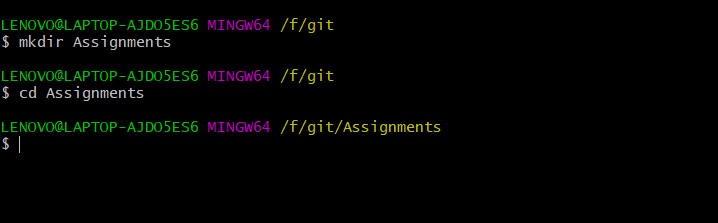 LENOVO@LAPTOP-AJDO5ES6 MINGW64 /f/git
$ mkdir Assignments
LENOVO@LAPTOP-AJDO5ES6 MINGW64 /f/git
$ cd Assignments
LENOVO@LAPTOP-AJDO5ES6 MINGW64 /f/git/Assignments
$